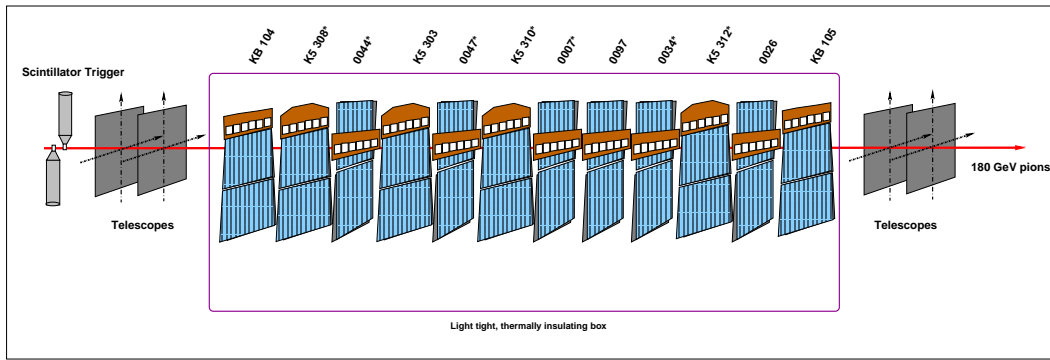 KB 104
K5 308*
0044*
K5 303
0047*
K5 310*
0007*
0097
0034*
K5 312*
0026
KB 105
Scintillator Trigger
180 GeV pions
Telescopes
Telescopes
Light tight, thermally insulating box